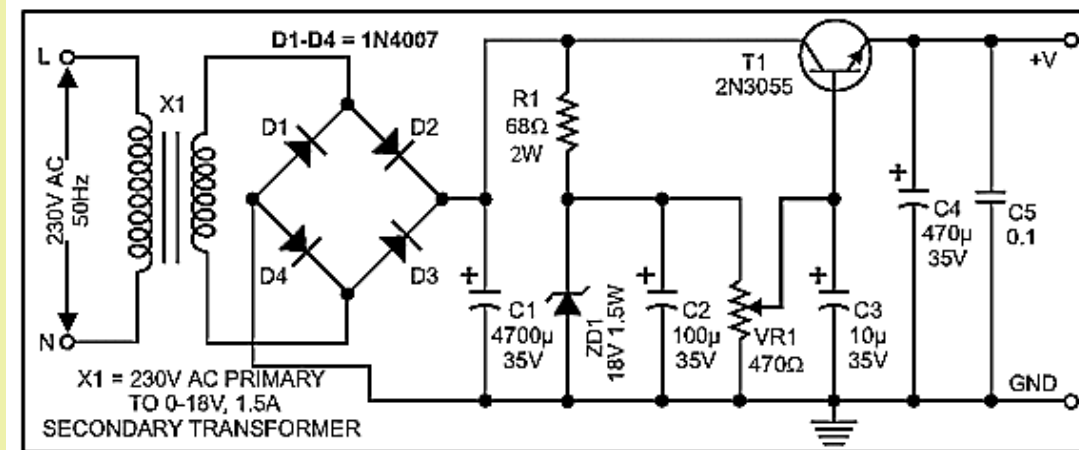 D1-D4 = 1N4007
L
230V AC
50Hz
N
X1
D1
D2
D4
D3
R1
68Ω
2W
T1
2N3055
+V
+
C1
4700µ
35V
ZD1
18V 1.5W
+
C2
100µ
35V
VR1
470Ω
+
C3
10µ
35V
+
C4
470µ
35V
C5
0.1
GND
X1 = 230V AC PRIMARY
TO 0-18V, 1.5A
SECONDARY TRANSFORMER